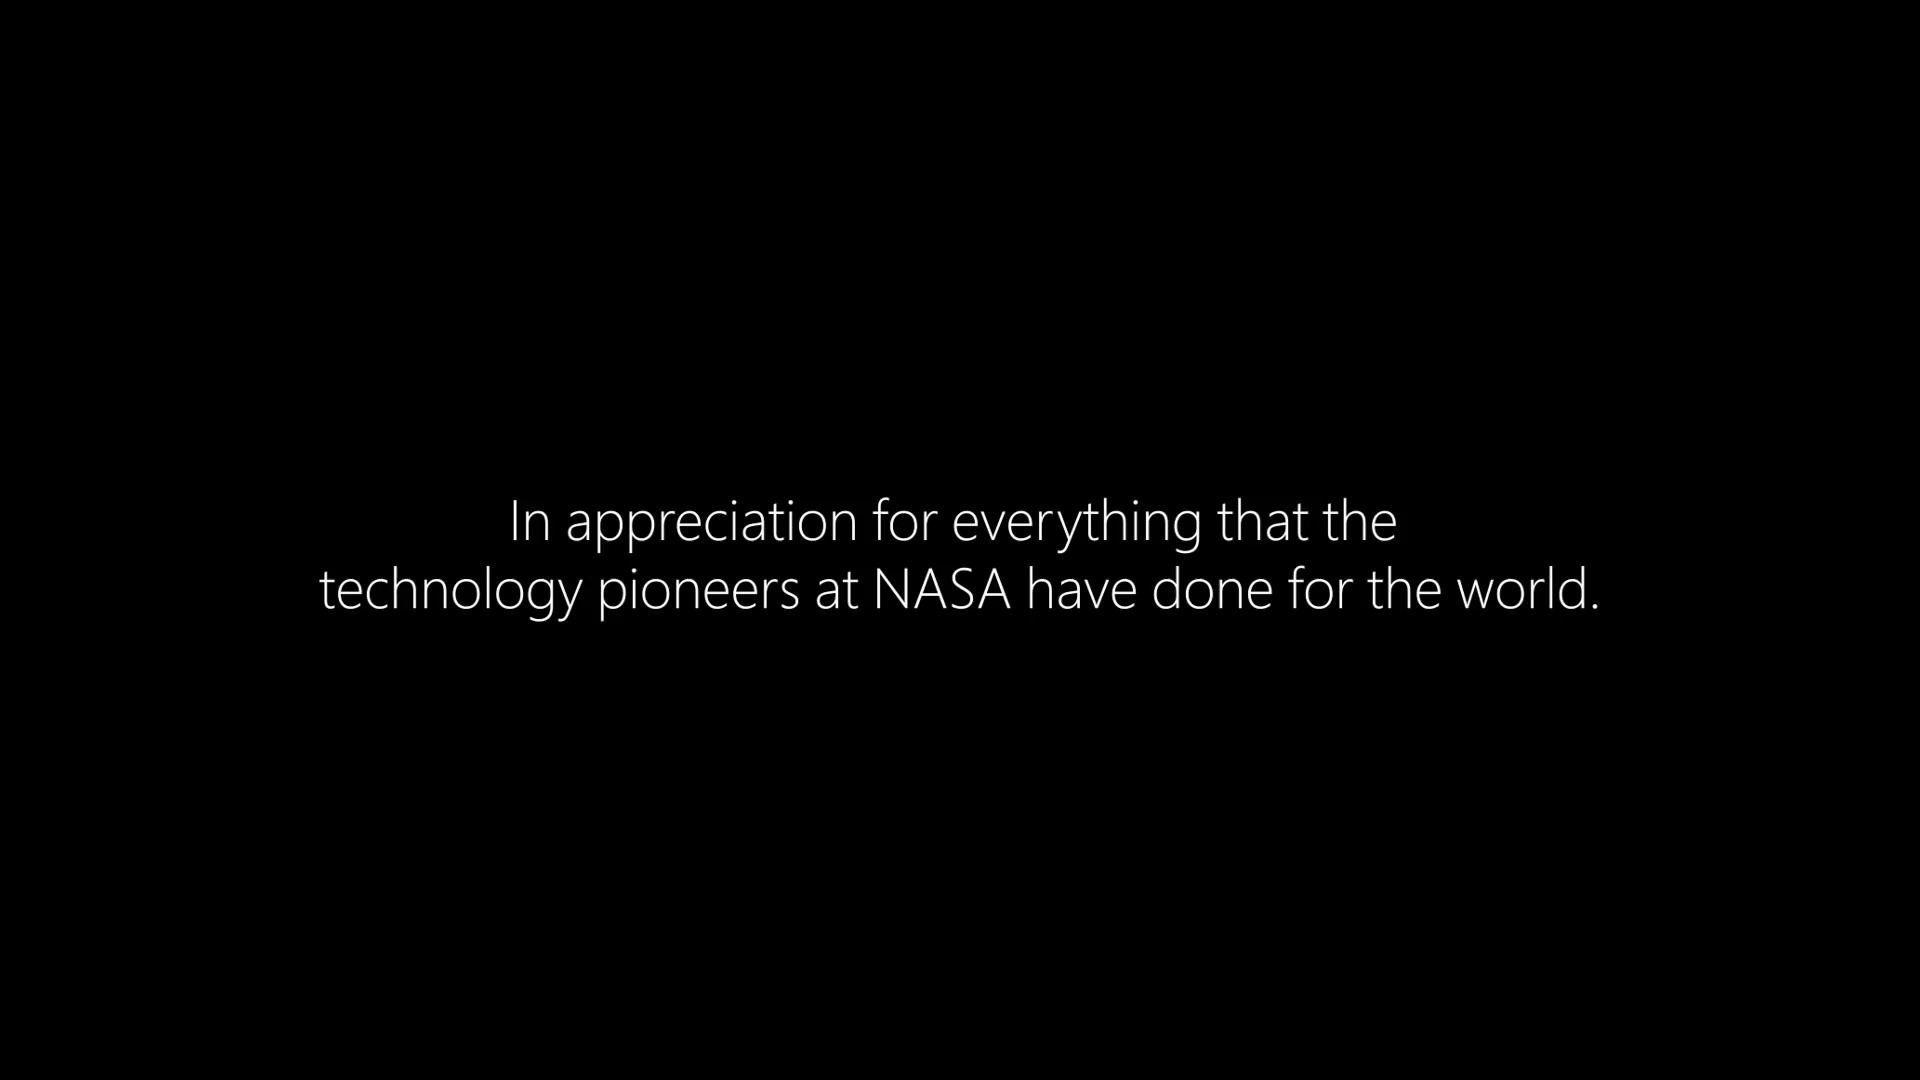 In appreciation for everything that the
technology pioneers at NASA have done for the world.